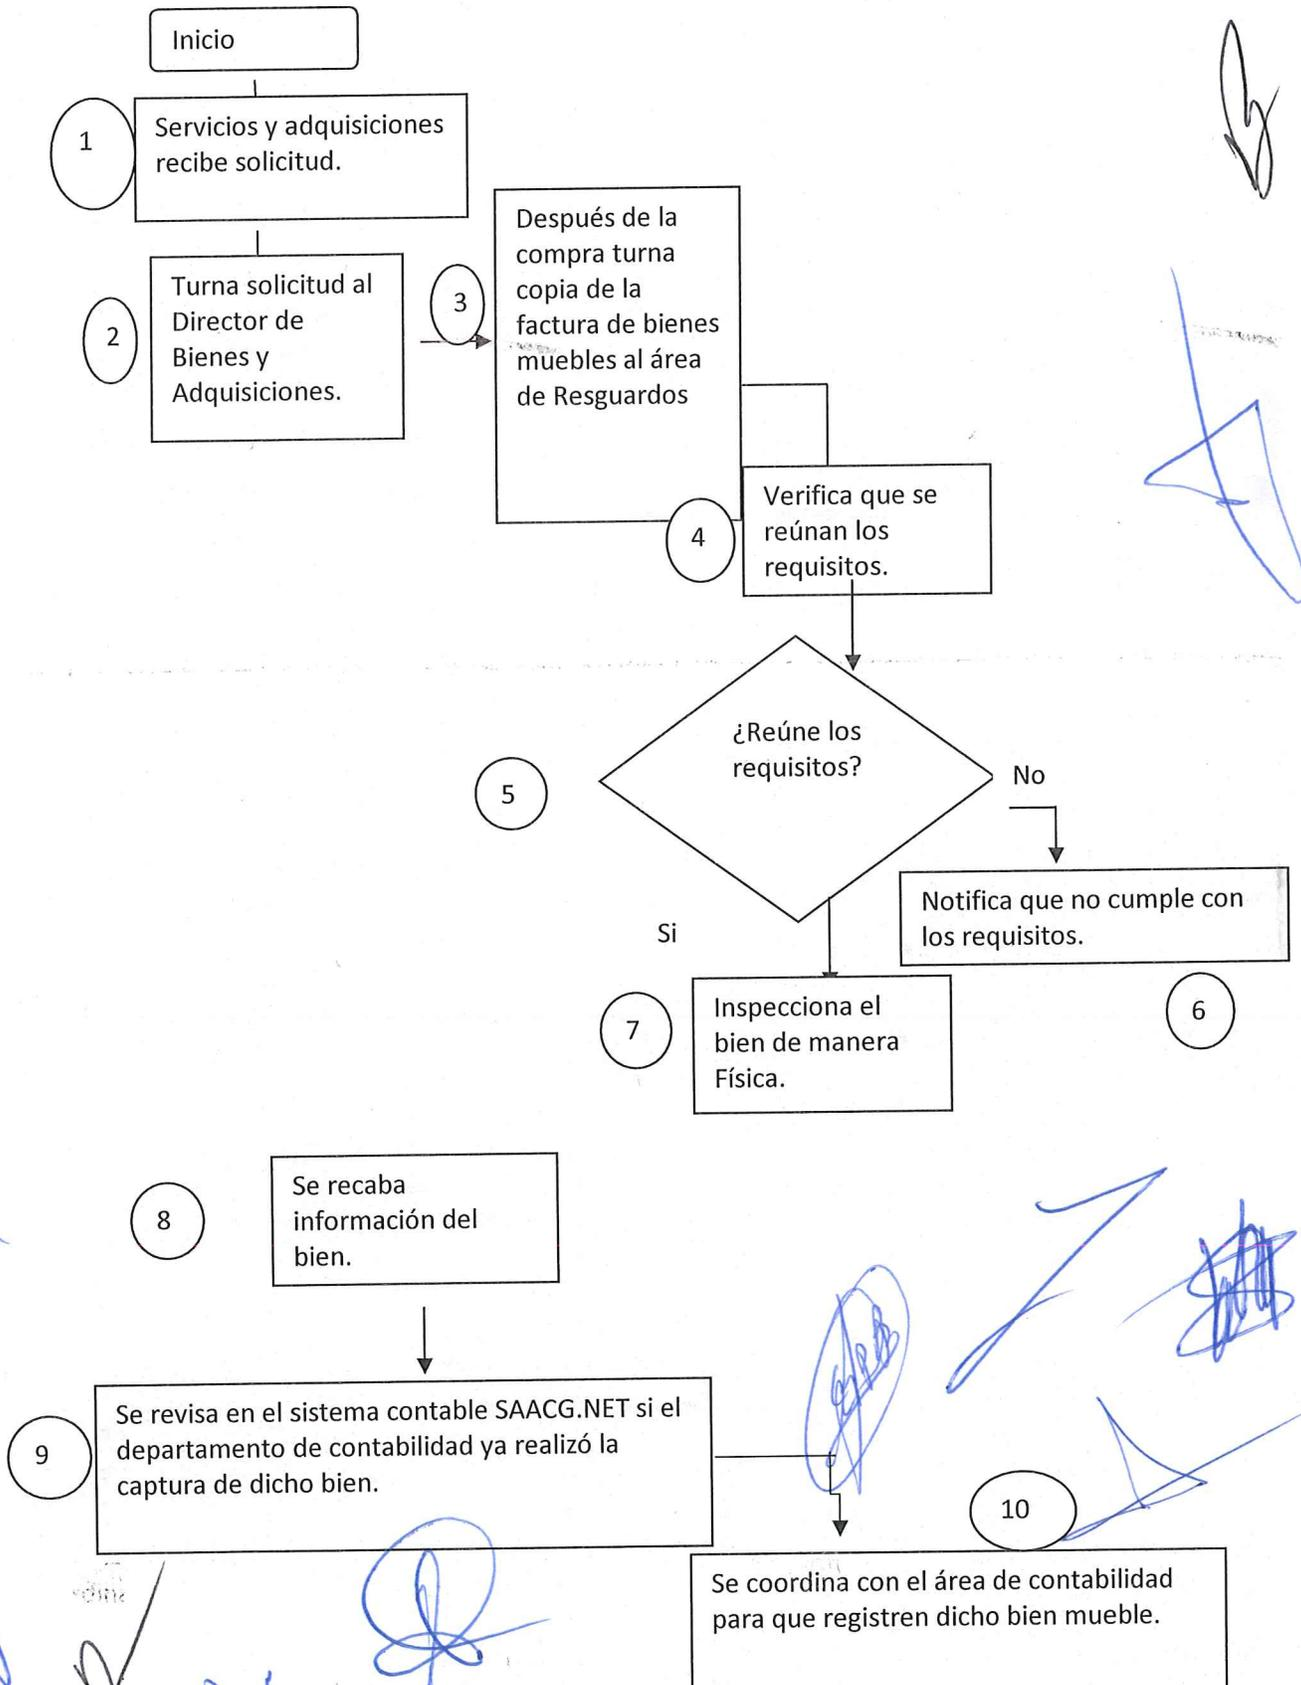 Inicio
1
Servicios y adquisiciones
recibe solicitud.
2
Turna solicitud al
Director de
Bienes y
Adquisiciones.
3
Después de la
compra turna
copia de la
factura de bienes
muebles al área
de Resguardos
4
Verifica que se
reúnan los
requisitos.
5
¿Reúne los
requisitos?
No
Notifica que no cumple con
los requisitos.
6
Si
7
Inspecciona el
bien de manera
Física.
8
Se recaba
información del
bien.
9
Se revisa en el sistema contable SAACG.NET si el
departamento de contabilidad ya realizó la
captura de dicho bien.
10
Se coordina con el área de contabilidad
para que registren dicho bien mueble.